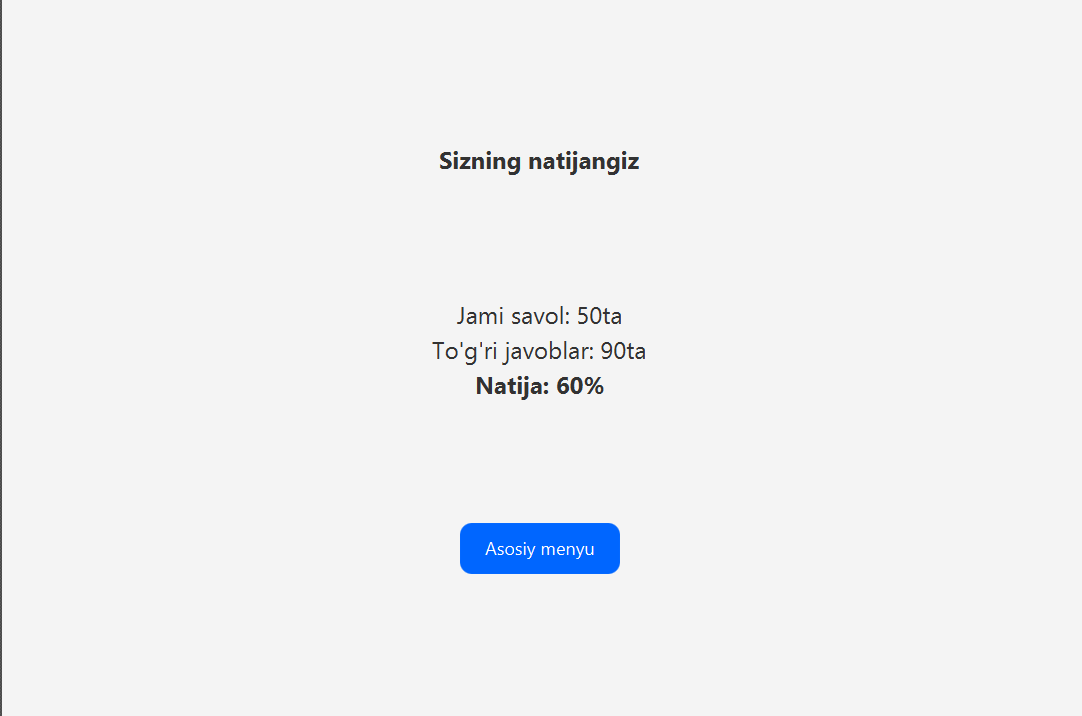 Sizning natijangiz
Jami savol: 50ta
To'g'ri javoblar: 90ta
Natija: 60%
Asosiy menyu